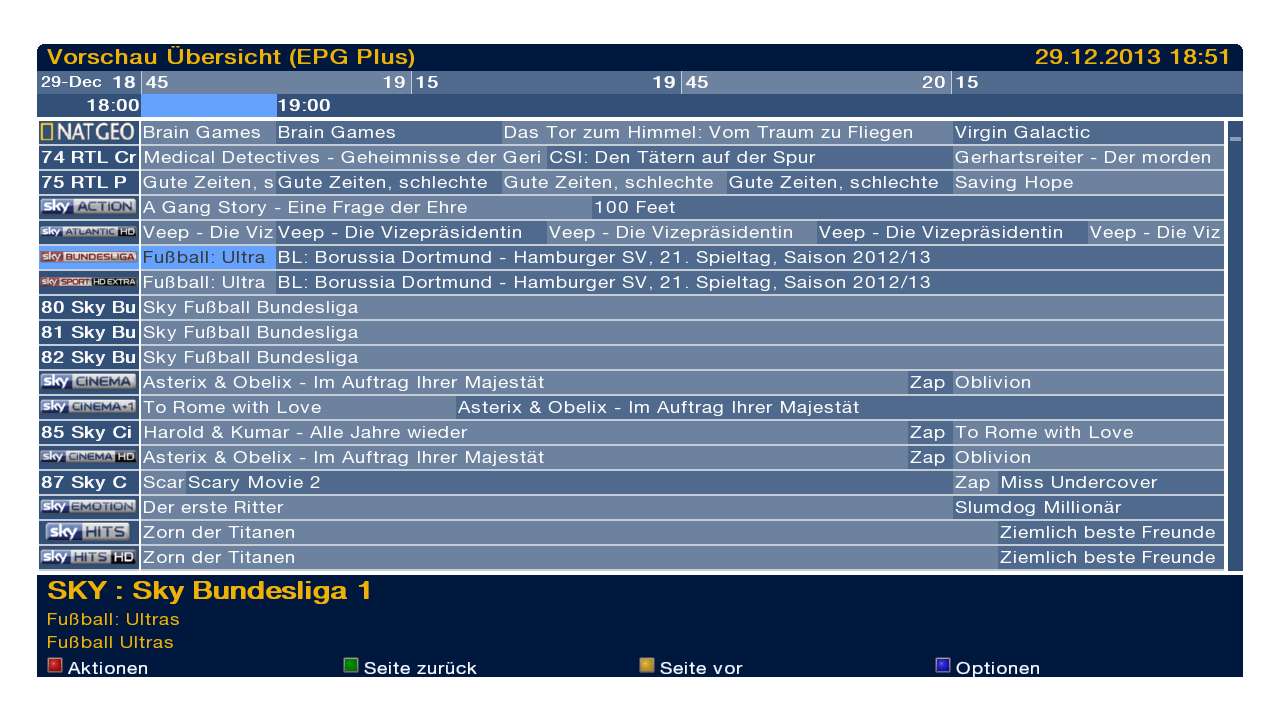 Vorschau Übersicht (EPG Plus) 29.12.2013 18:51
29-Dec 18 45 19 15 19 45 20 15
18:00 19:00
NAT GEO Brain Games Brain Games Das Tor zum Himmel: Vom Traum zu Fliegen Virgin Galactic
74 RTL Cr Medical Detectives - Geheimnisse der Geri CSI: Den Tätern auf der Spur Gerhartsreiter - Der morden
75 RTL P Gute Zeiten, s Gute Zeiten, schlechte Gute Zeiten, schlechte Gute Zeiten, schlechte Saving Hope
sky ACTION A Gang Story - Eine Frage der Ehre 100 Feet
sky ATLANTIC HD Veep - Die Viz Veep - Die Vizepräsidentin Veep - Die Vizepräsidentin Veep - Die Vizepräsidentin Veep - Die Viz
sky BUNDESLIGA Fußball: Ultra BL: Borussia Dortmund - Hamburger SV, 21. Spieltag, Saison 2012/13
sky SPORT HD EXTRA Fußball: Ultra BL: Borussia Dortmund - Hamburger SV, 21. Spieltag, Saison 2012/13
80 Sky Bu Sky Fußball Bundesliga
81 Sky Bu Sky Fußball Bundesliga
82 Sky Bu Sky Fußball Bundesliga
sky CINEMA Asterix & Obelix - Im Auftrag Ihrer Majestät Zap Oblivion
sky CINEMA+1 To Rome with Love Asterix & Obelix - Im Auftrag Ihrer Majestät
85 Sky Ci Harold & Kumar - Alle Jahre wieder Zap To Rome with Love
sky CINEMA HD Asterix & Obelix - Im Auftrag Ihrer Majestät Zap Oblivion
87 Sky C Scar Scary Movie 2 Zap Miss Undercover
sky EMOTION Der erste Ritter Slumdog Millionär
sky HITS Zorn der Titanen Ziemlich beste Freunde
sky HITS HD Zorn der Titanen Ziemlich beste Freunde
SKY : Sky Bundesliga 1
Fußball: Ultras
Fußball Ultras
Aktionen Seite zurück Seite vor Optionen